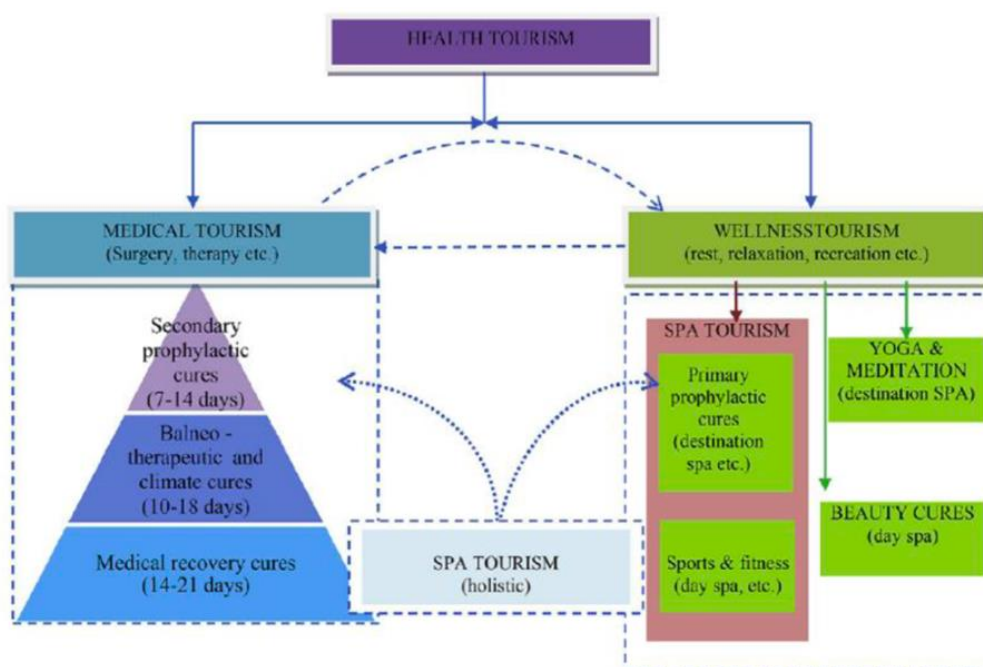 HEALTH TOURISM
MEDICAL TOURISM
(Surgery, therapy etc.)
WELLNESSTOURISM
(rest, relaxation, recreation etc.)
Secondary
prophylactic
cures
(7-14 days)
Balneo -
therapeutic and
climate cures
(10-18 days)
Medical recovery cures
(14-21 days)
SPA TOURISM
(holistic)
SPA TOURISM
Primary
prophylactic
cures
(destination
spa etc.)
Sports & fitness
(day spa, etc.)
YOGA &
MEDITATION
(destination SPA)
BEAUTY CURES
(day spa)